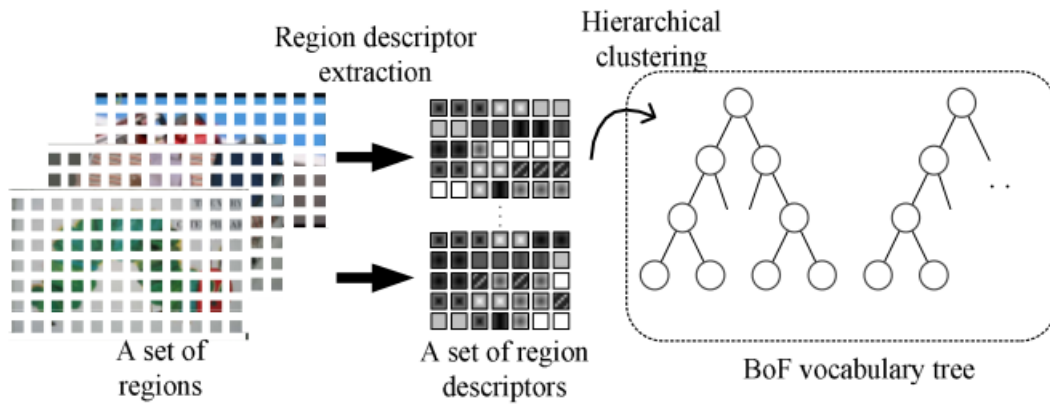 Region descriptor
extraction
Hierarchical
clustering
A set of
regions
A set of region
descriptors
BoF vocabulary tree